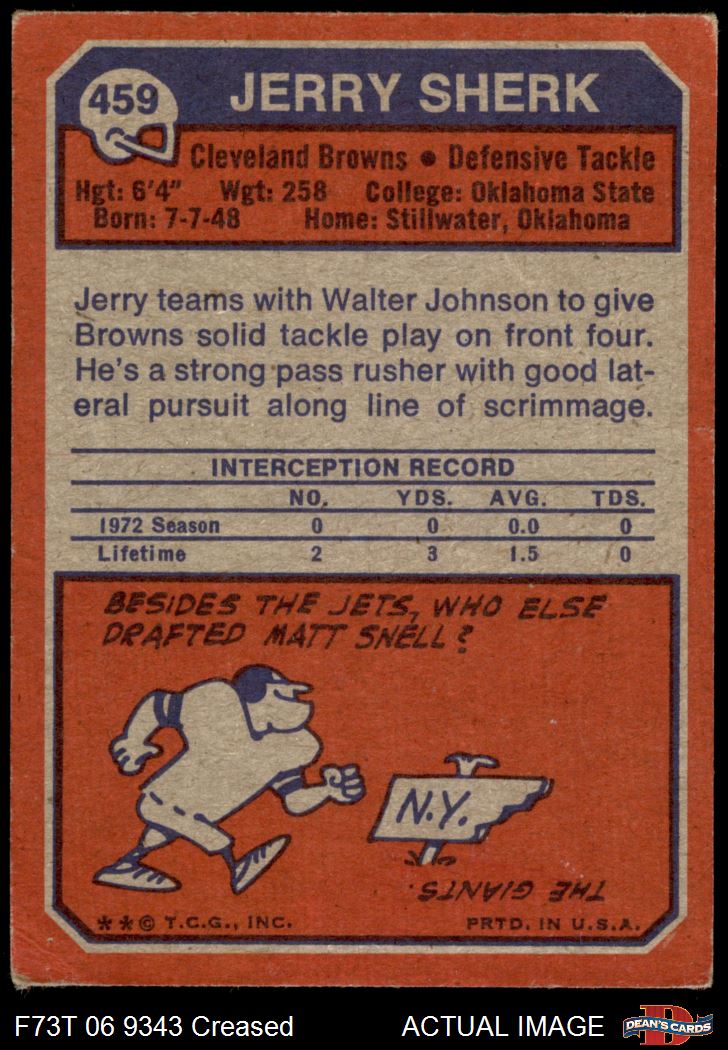 459
JERRY SHERK
Cleveland Browns • Defensive Tackle
Hgt: 6'4" Wgt: 258 College: Oklahoma State
Born: 7-7-48 Home: Stillwater, Oklahoma
Jerry teams with Walter Johnson to give
Browns solid tackle play on front four.
He's a strong pass rusher with good lat-
eral pursuit along line of scrimmage.
INTERCEPTION RECORD
NO. YDS. AVG. TDS.
1972 Season 0 0 0.0 0
Lifetime 2 3 1.5 0
BESIDES THE JETS, WHO ELSE
DRAFTED MATT SNELL?
N.Y.
THE GIANTS.
**© T.C.G., INC. PRTD. IN U.S.A.
F73T 06 9343 Creased ACTUAL IMAGE
D
DEAN'S CARDS